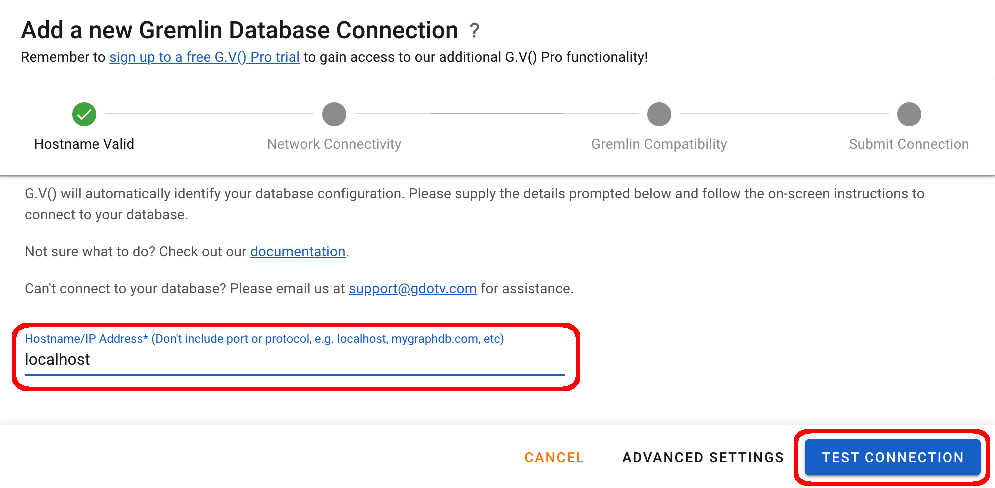 Add a new Gremlin Database Connection ?
Remember to sign up to a free G.V() Pro trial to gain access to our additional G.V() Pro functionality!
Hostname Valid
Network Connectivity
Gremlin Compatibility
Submit Connection
G.V() will automatically identify your database configuration. Please supply the details prompted below and follow the on-screen instructions to
connect to your database.
Not sure what to do? Check out our documentation.
Can't connect to your database? Please email us at support@gdotv.com for assistance.
Hostname/IP Address* (Don't include port or protocol, e.g. localhost, mygraphdb.com, etc)
localhost
CANCEL
ADVANCED SETTINGS
TEST CONNECTION